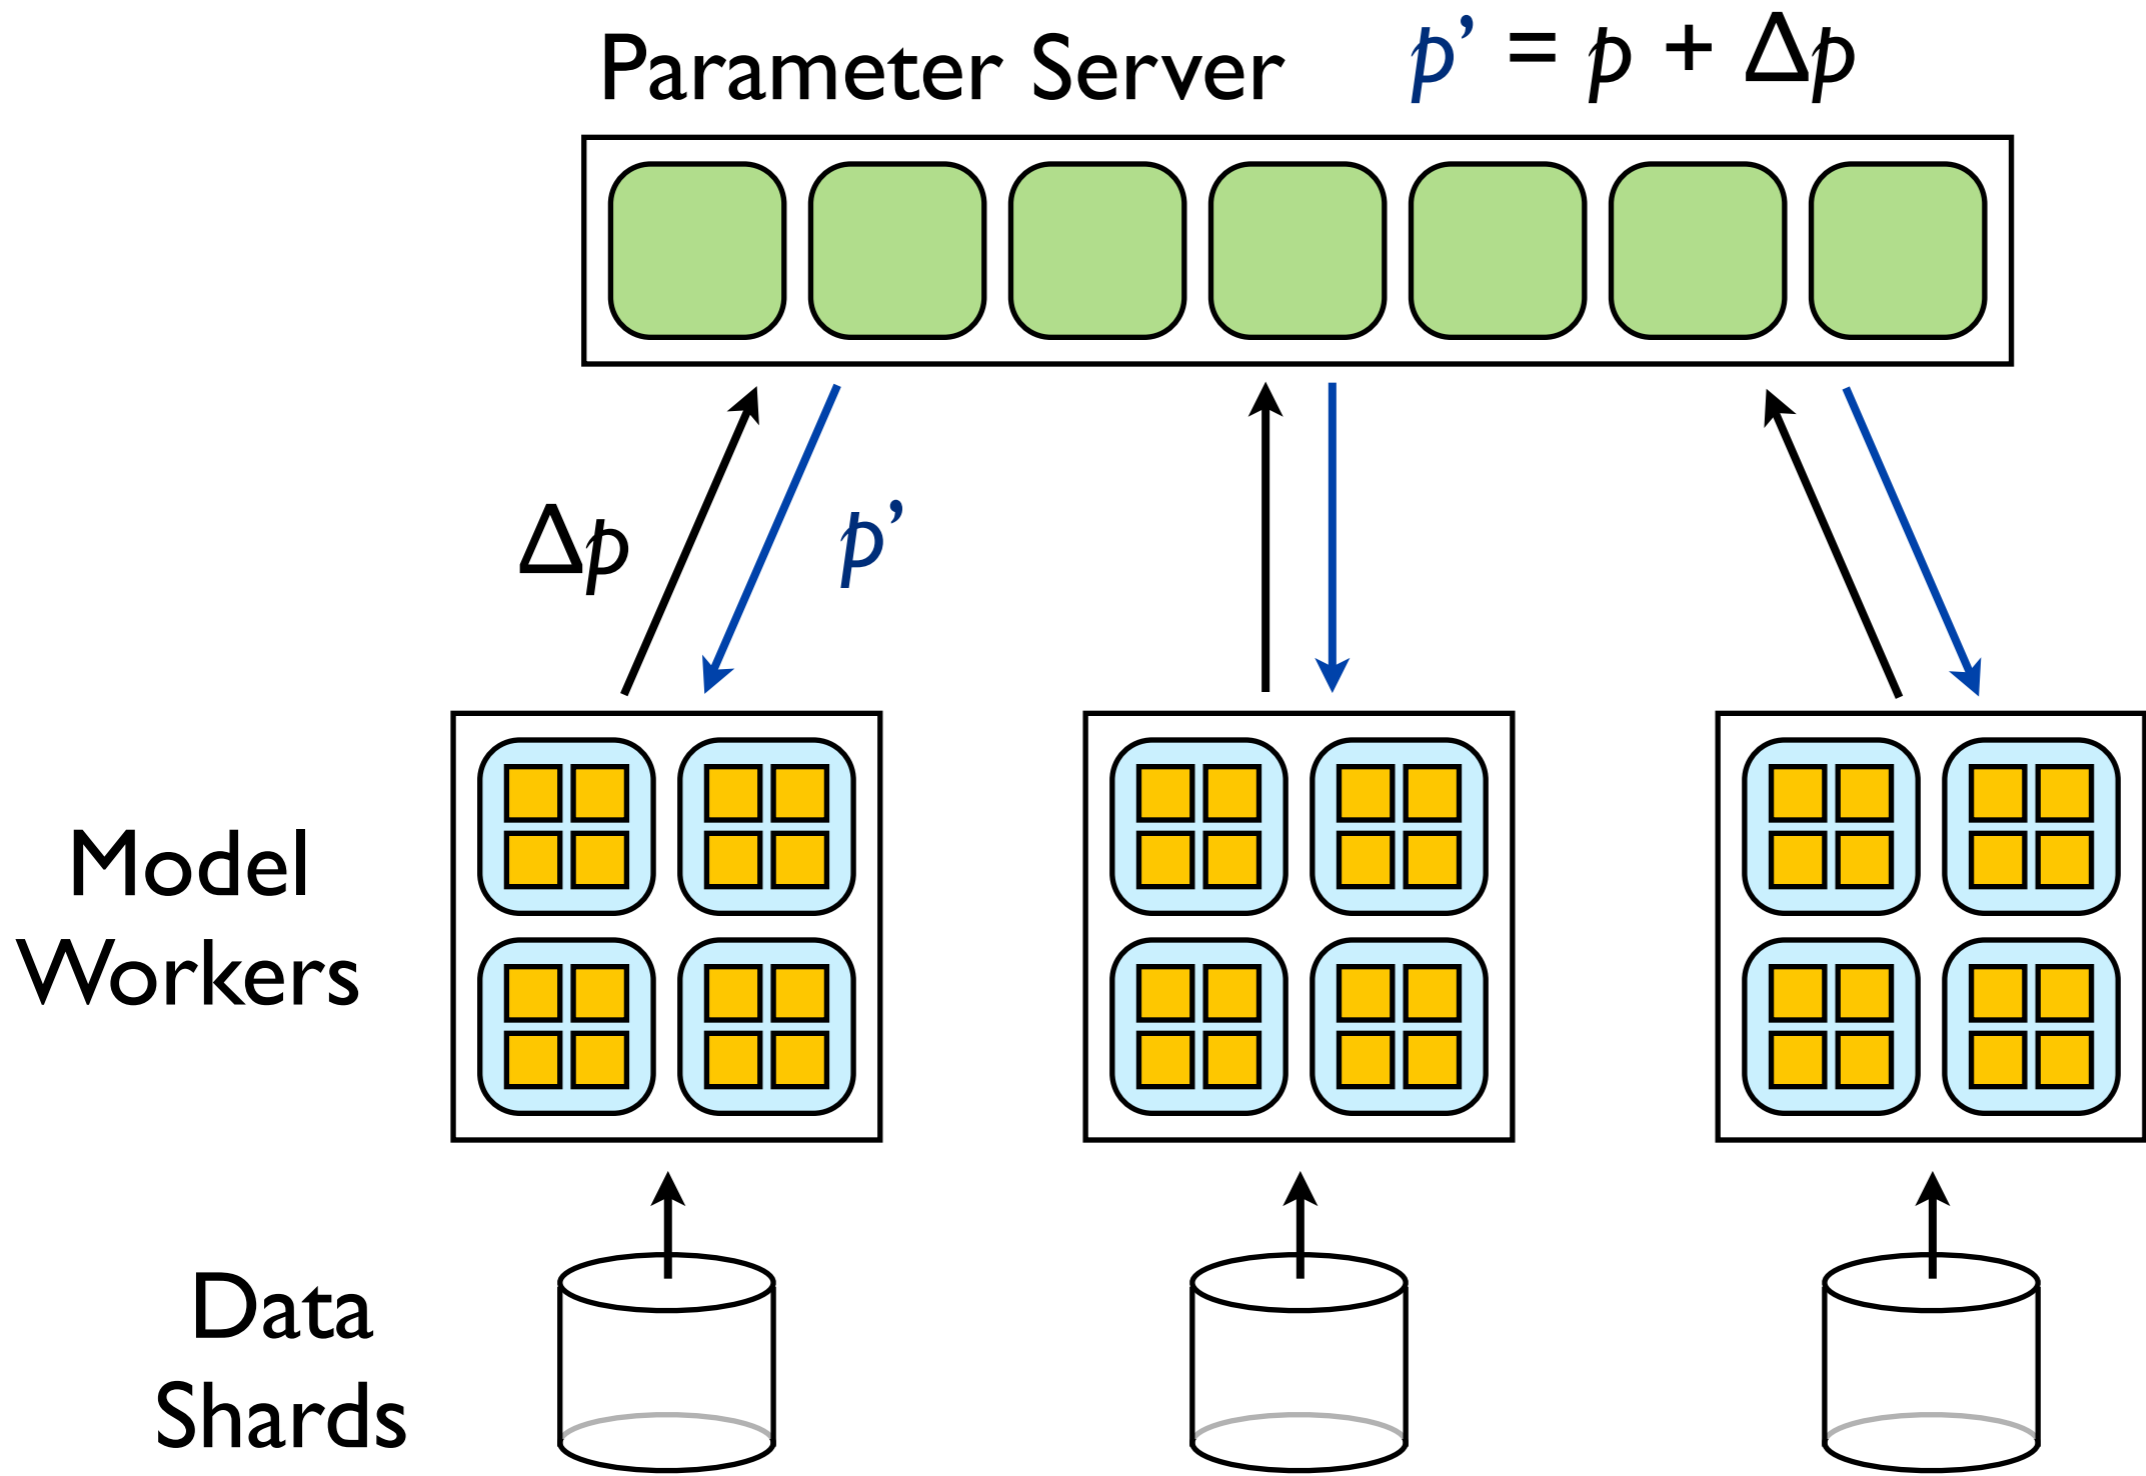 Parameter Server
p’ = p + Δp
Δp
p’
Model
Workers
Data
Shards